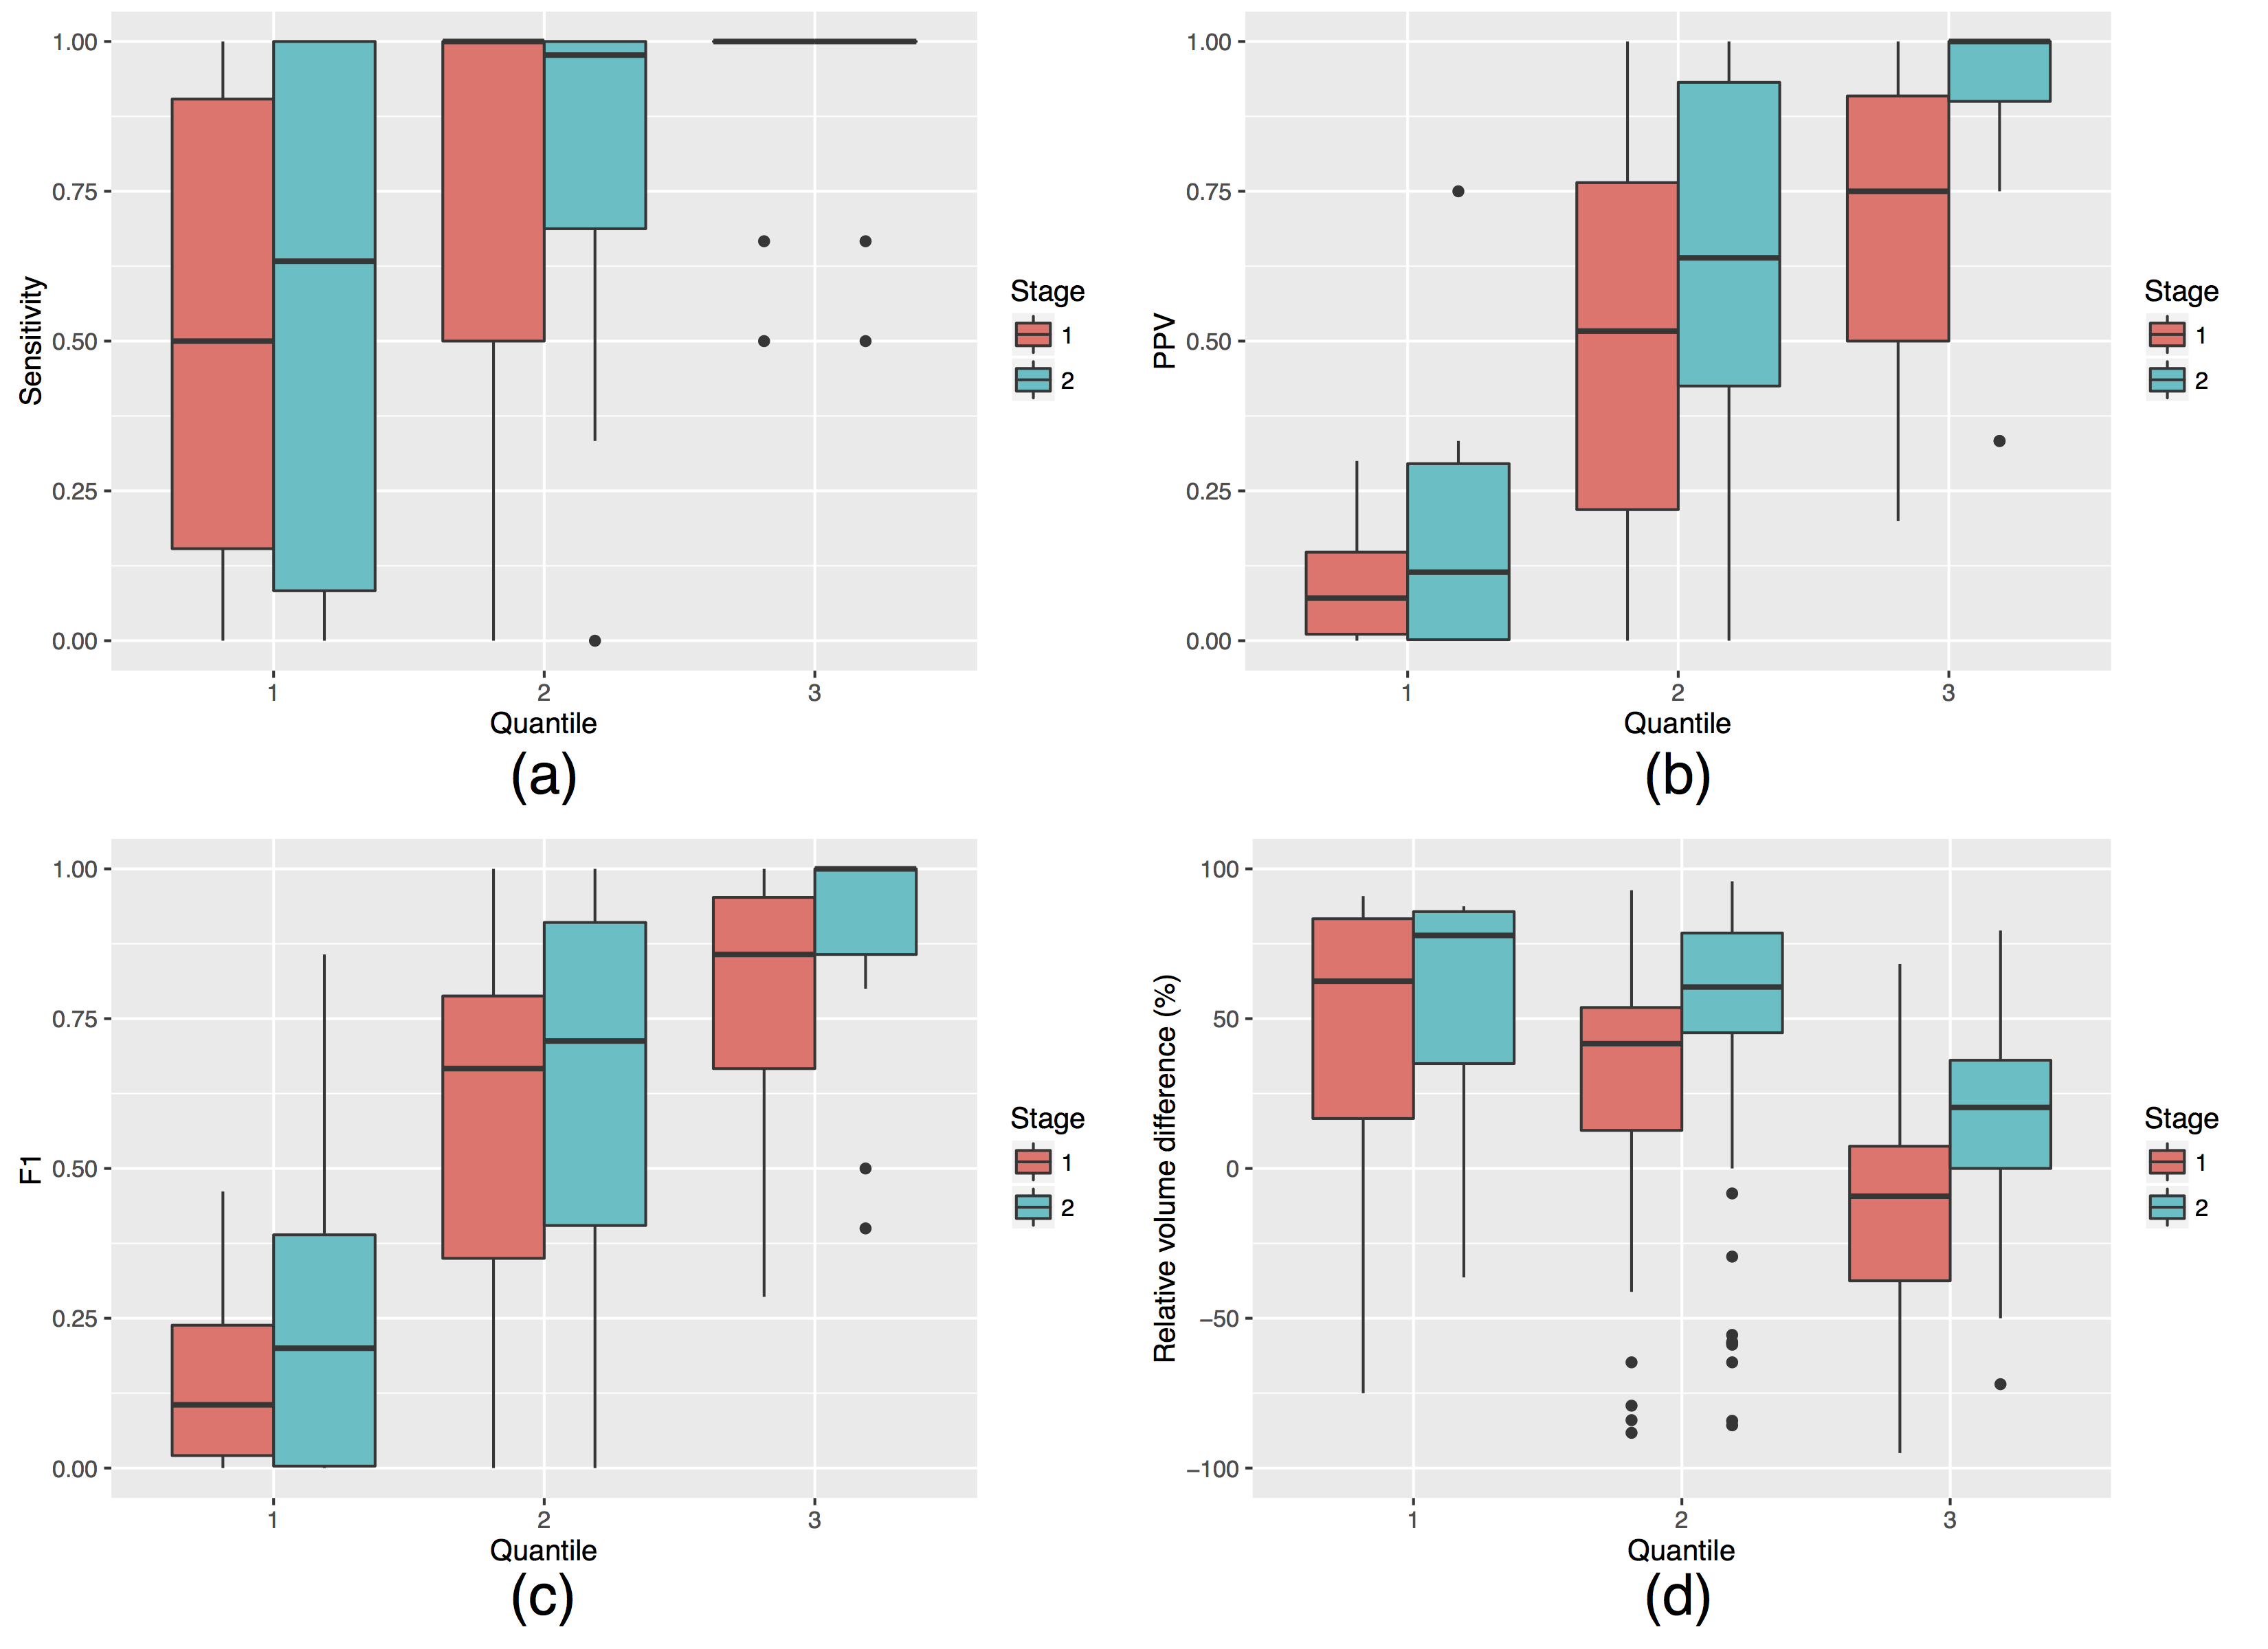 1.00
0.75
0.50
0.25
0.00
Sensitivity
1 2 3
Quantile
Stage
1
2
(a)
1.00
0.75
0.50
0.25
0.00
PPV
1 2 3
Quantile
Stage
1
2
(b)
1.00
0.75
0.50
0.25
0.00
F1
1 2 3
Quantile
Stage
1
2
(c)
100
50
0
−50
−100
Relative volume difference (%)
1 2 3
Quantile
Stage
1
2
(d)